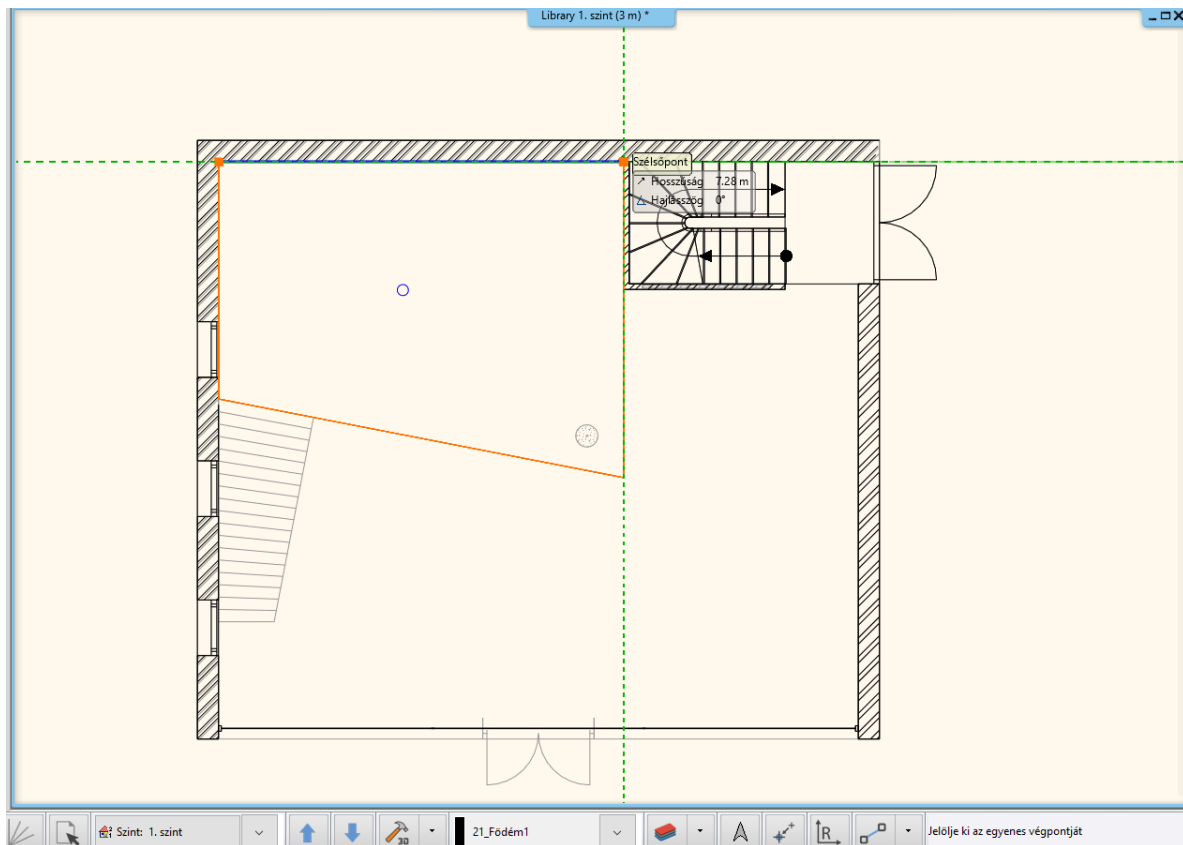 Library 1. szint (3 m) *
Szélsőpont
Hosszúság 7.28 m
Hajlásszög 0°
3D
Szint: 1. szint
21_Födém1
R
Jelölje ki az egyenes végpontját